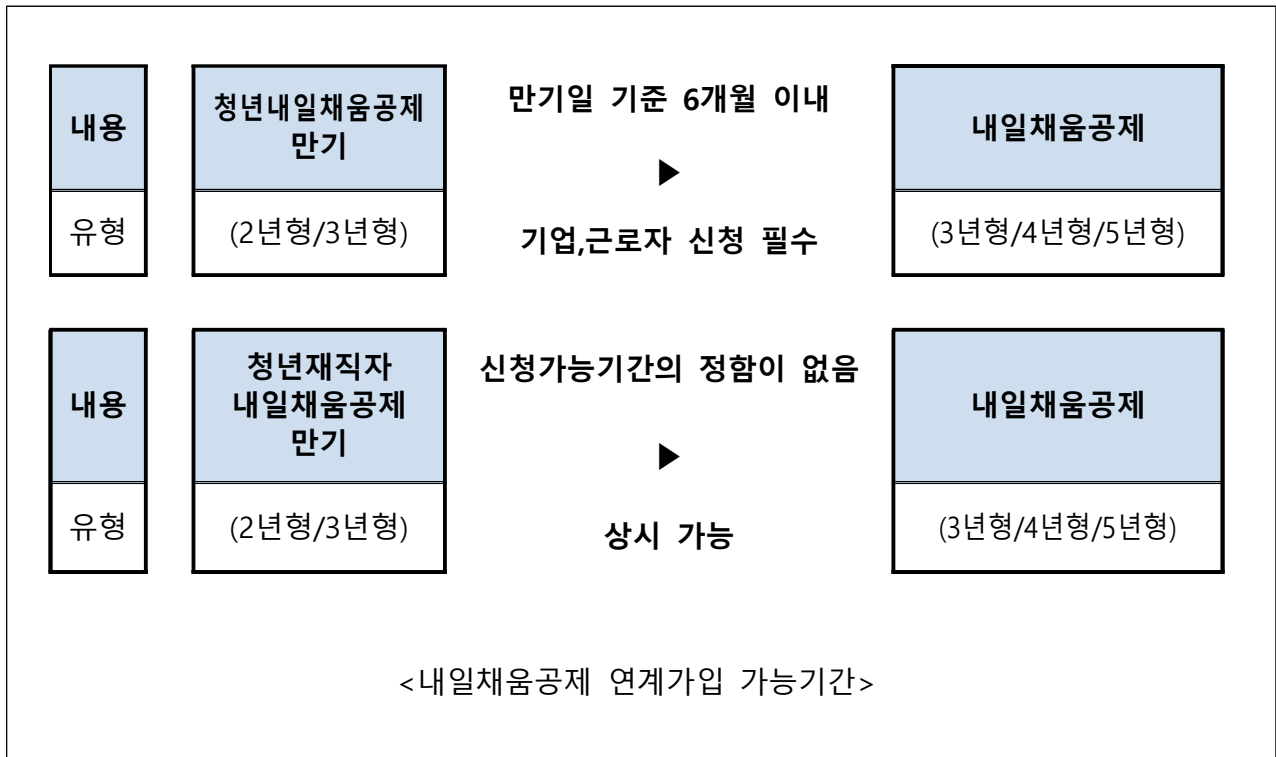 내용
청년내일채움공제
만기
만기일 기준 6개월 이내
▶
내일채움공제
유형
(2년형/3년형)
기업,근로자 신청 필수
(3년형/4년형/5년형)
내용
청년재직자
내일채움공제
만기
신청가능기간의 정함이 없음
▶
내일채움공제
유형
(2년형/3년형)
상시 가능
(3년형/4년형/5년형)
<내일채움공제 연계가입 가능기간>